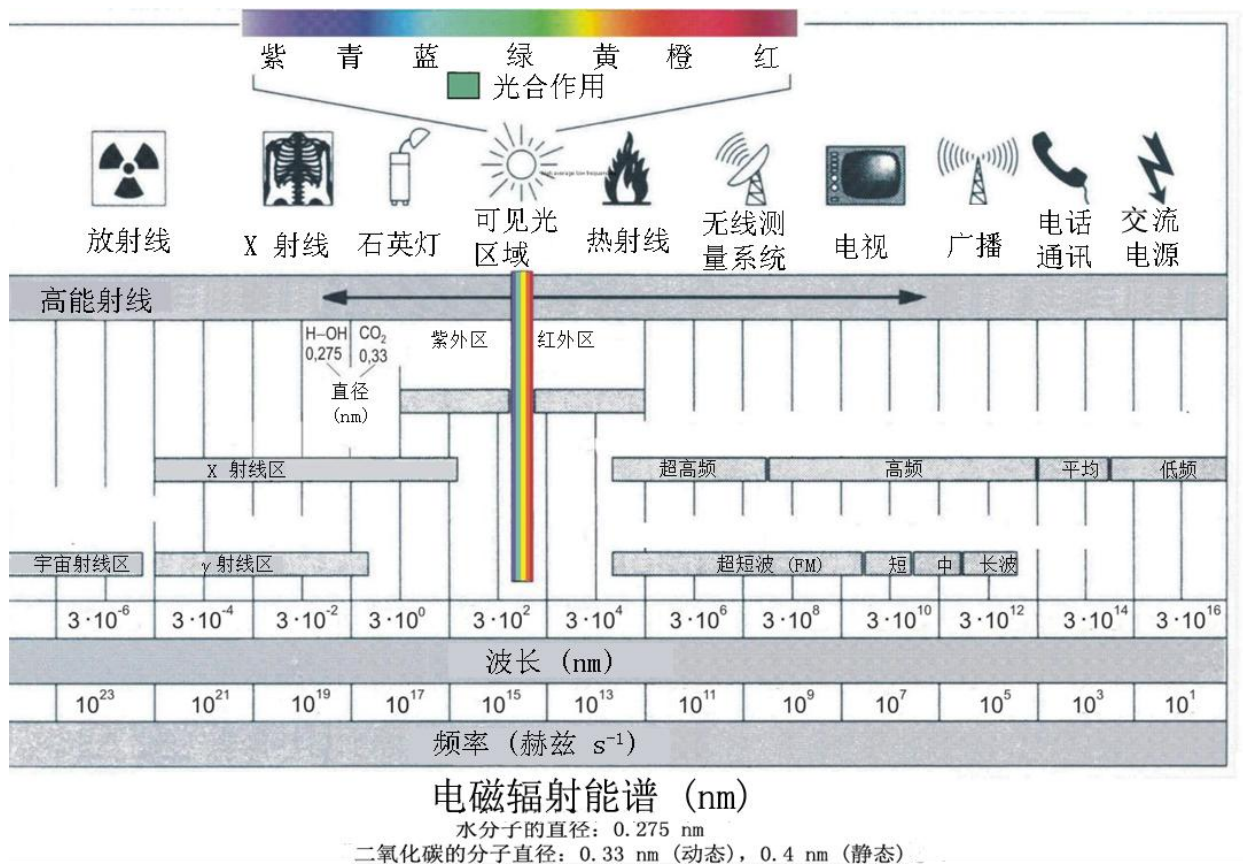 紫 青 蓝 绿 黄 橙 红
光合作用
放射线
X 射线
石英灯
可见光
区域
热射线
无线测
量系统
电视
广播
电话
通讯
交流
电源
高能射线
H–OH
0,275
CO₂
0,33
直径
(nm)
紫外区
红外区
X 射线区
超高频
高频
平均
低频
宇宙射线区
γ射线区
超短波 (FM)
短
中
长波
3·10⁻⁶ 3·10⁻⁴ 3·10⁻² 3·10⁰ 3·10² 3·10⁴ 3·10⁶ 3·10⁸ 3·10¹⁰ 3·10¹² 3·10¹⁴ 3·10¹⁶
波长 (nm)
10²³ 10²¹ 10¹⁹ 10¹⁷ 10¹⁵ 10¹³ 10¹¹ 10⁹ 10⁷ 10⁵ 10³ 10¹
频率 (赫兹 s⁻¹)
电磁辐射能谱 (nm)
水分子的直径: 0.275 nm
二氧化碳的分子直径: 0.33 nm (动态), 0.4 nm (静态)